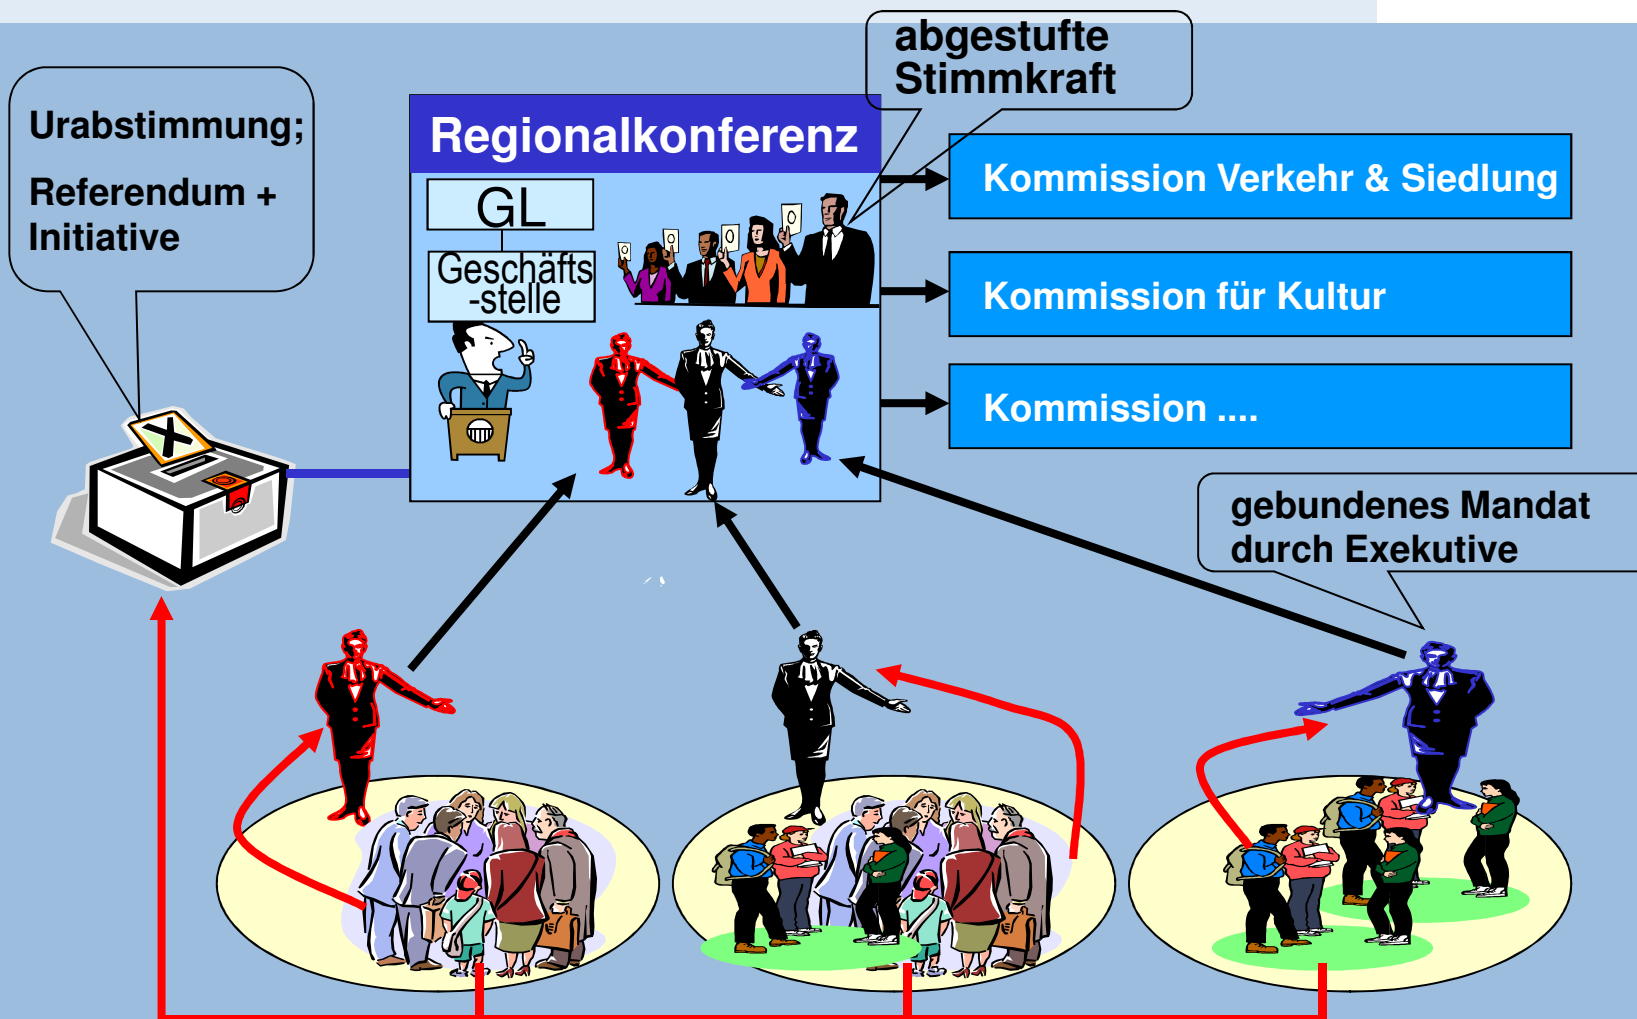 abgestufte
Stimmkraft
Urabstimmung;
Referendum +
Initiative
Regionalkonferenz
GL
Geschäfts
-stelle
Kommission Verkehr & Siedlung
Kommission für Kultur
Kommission ....
gebundenes Mandat
durch Exekutive